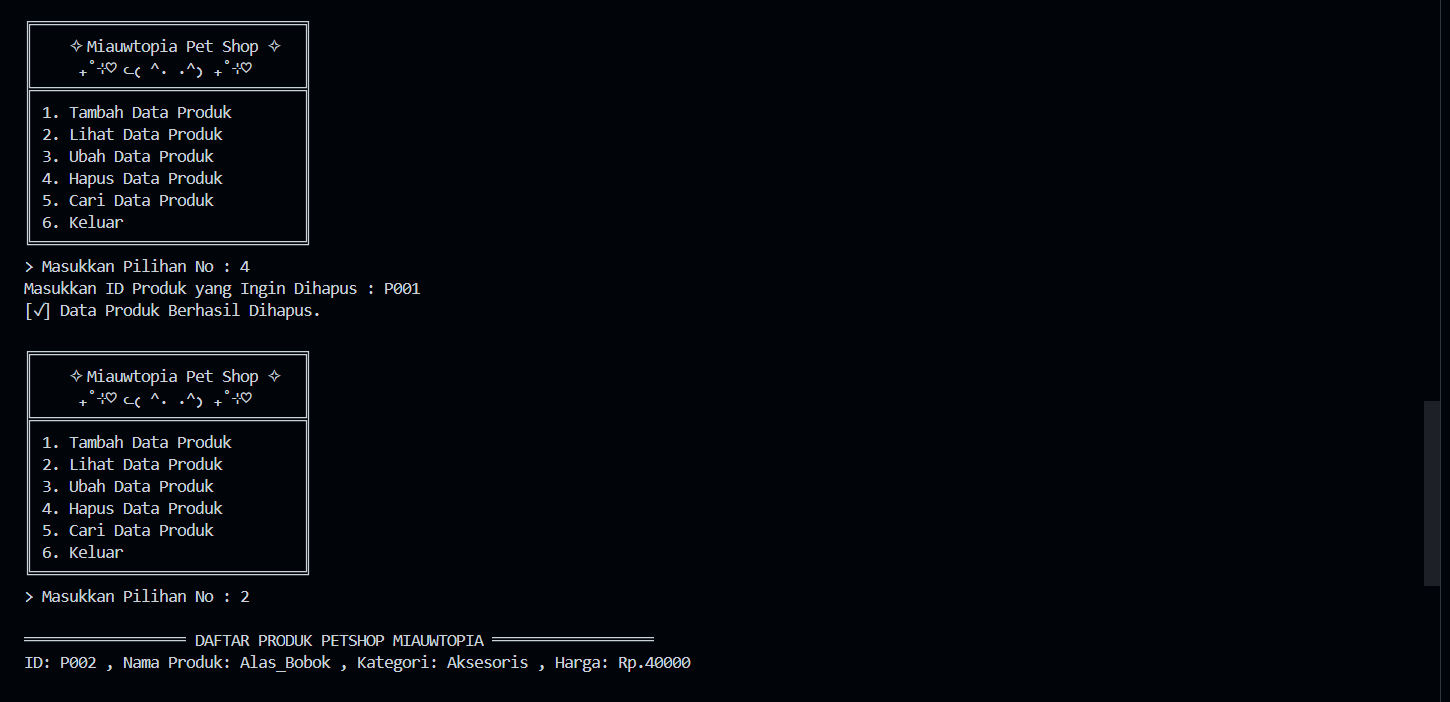 ✧ Miauwtopia Pet Shop ✧
₊˚⊹♡ ᓚ₍ ^. .^₎ ₊˚⊹♡
1. Tambah Data Produk
2. Lihat Data Produk
3. Ubah Data Produk
4. Hapus Data Produk
5. Cari Data Produk
6. Keluar
> Masukkan Pilihan No : 4
Masukkan ID Produk yang Ingin Dihapus : P001
[✓] Data Produk Berhasil Dihapus.
✧ Miauwtopia Pet Shop ✧
₊˚⊹♡ ᓚ₍ ^. .^₎ ₊˚⊹♡
1. Tambah Data Produk
2. Lihat Data Produk
3. Ubah Data Produk
4. Hapus Data Produk
5. Cari Data Produk
6. Keluar
> Masukkan Pilihan No : 2
══════════════════ DAFTAR PRODUK PETSHOP MIAUWTOPIA ══════════════════
ID: P002 , Nama Produk: Alas_Bobok , Kategori: Aksesoris , Harga: Rp.40000